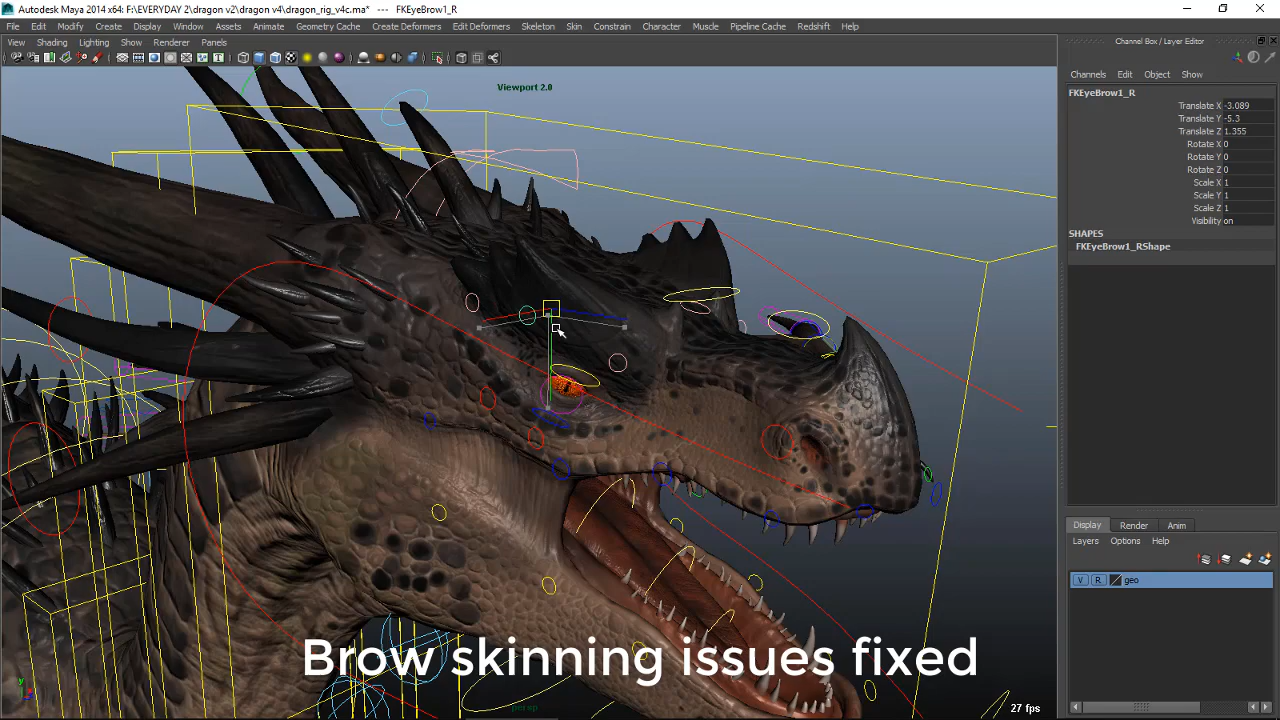 Autodesk Maya 2014 x64: F:\EVERYDAY 2\dragon v2\dragon v4\dragon_rig_v4c.ma* --- FKEyeBrow1_R
File Edit Modify Create Display Window Assets Animate Geometry Cache Create Deformers Edit Deformers Skeleton Skin Constrain Character Muscle Pipeline Cache Redshift Help
View Shading Lighting Show Renderer Panels
Channel Box / Layer Editor
Channels Edit Object Show
Viewport 2.0
FKEyeBrow1_R
Translate X -3.089
Translate Y -5.3
Translate Z 1.355
Rotate X 0
Rotate Y 0
Rotate Z 0
Scale X 1
Scale Y 1
Scale Z 1
Visibility on
SHAPES
FKEyeBrow1_RShape
Display Render Anim
Layers Options Help
V R geo
Brow skinning issues fixed
persp
27 fps
y